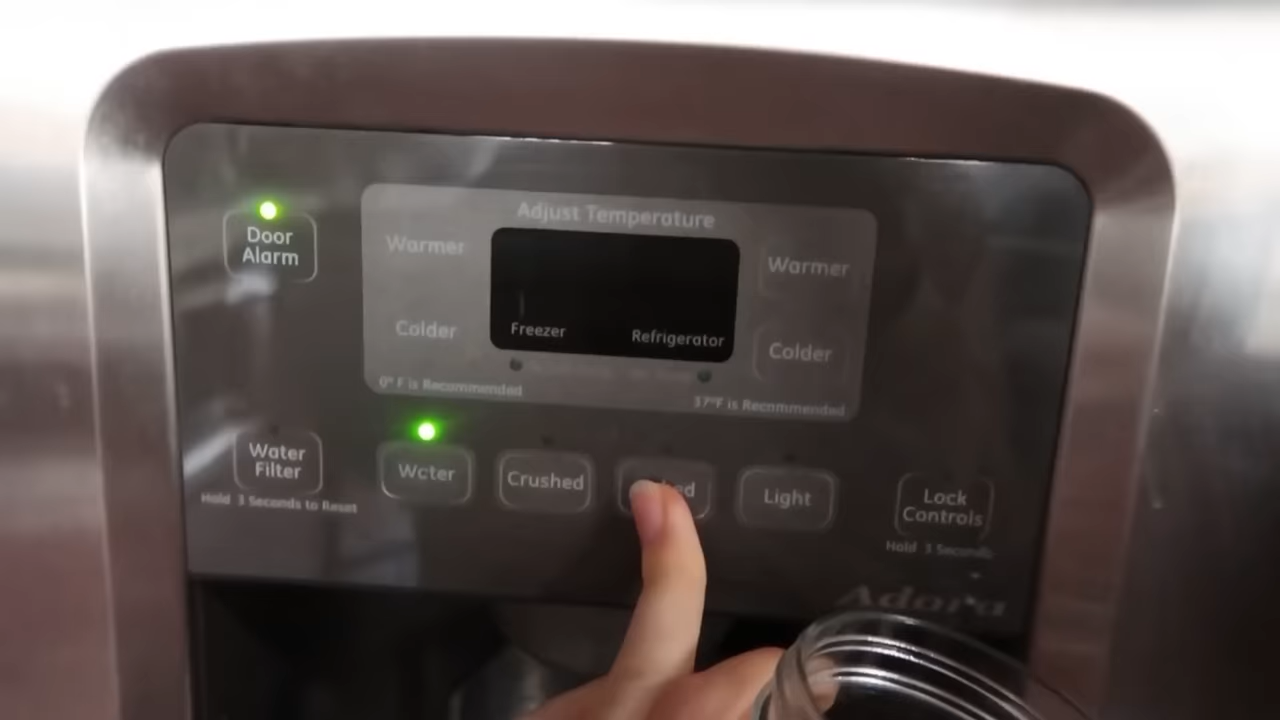 Adjust Temperature
Door
Alarm
Warmer
Warmer
Freezer
Refrigerator
Colder
Colder
0° F is Recommended
37°F is Recommended
Water
Filter
Hold 3 Seconds to Reset
Water
Crushed
Light
Lock
Controls
Hold 3 Seconds
Adora